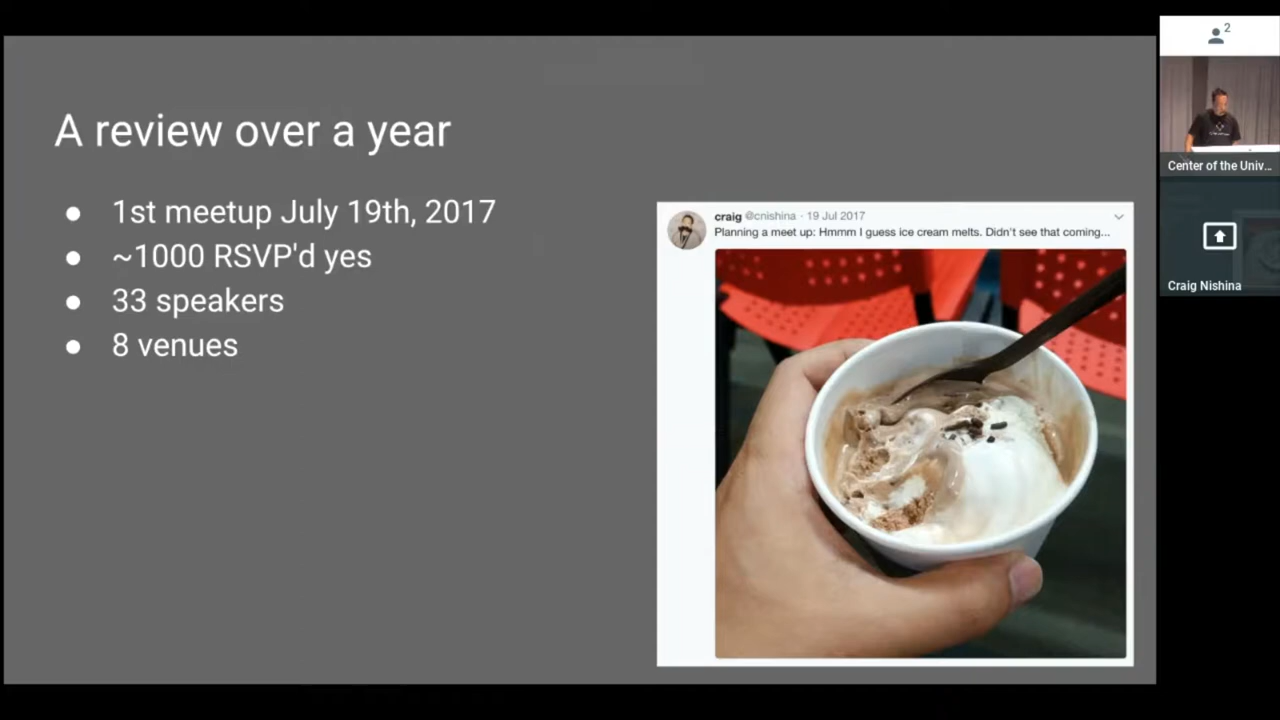 A review over a year
● 1st meetup July 19th, 2017
● ~1000 RSVP'd yes
● 33 speakers
● 8 venues
craig @cnishina · 19 Jul 2017
Planning a meet up: Hmmm I guess ice cream melts. Didn't see that coming...
2
Center of the Univ...
Craig Nishina